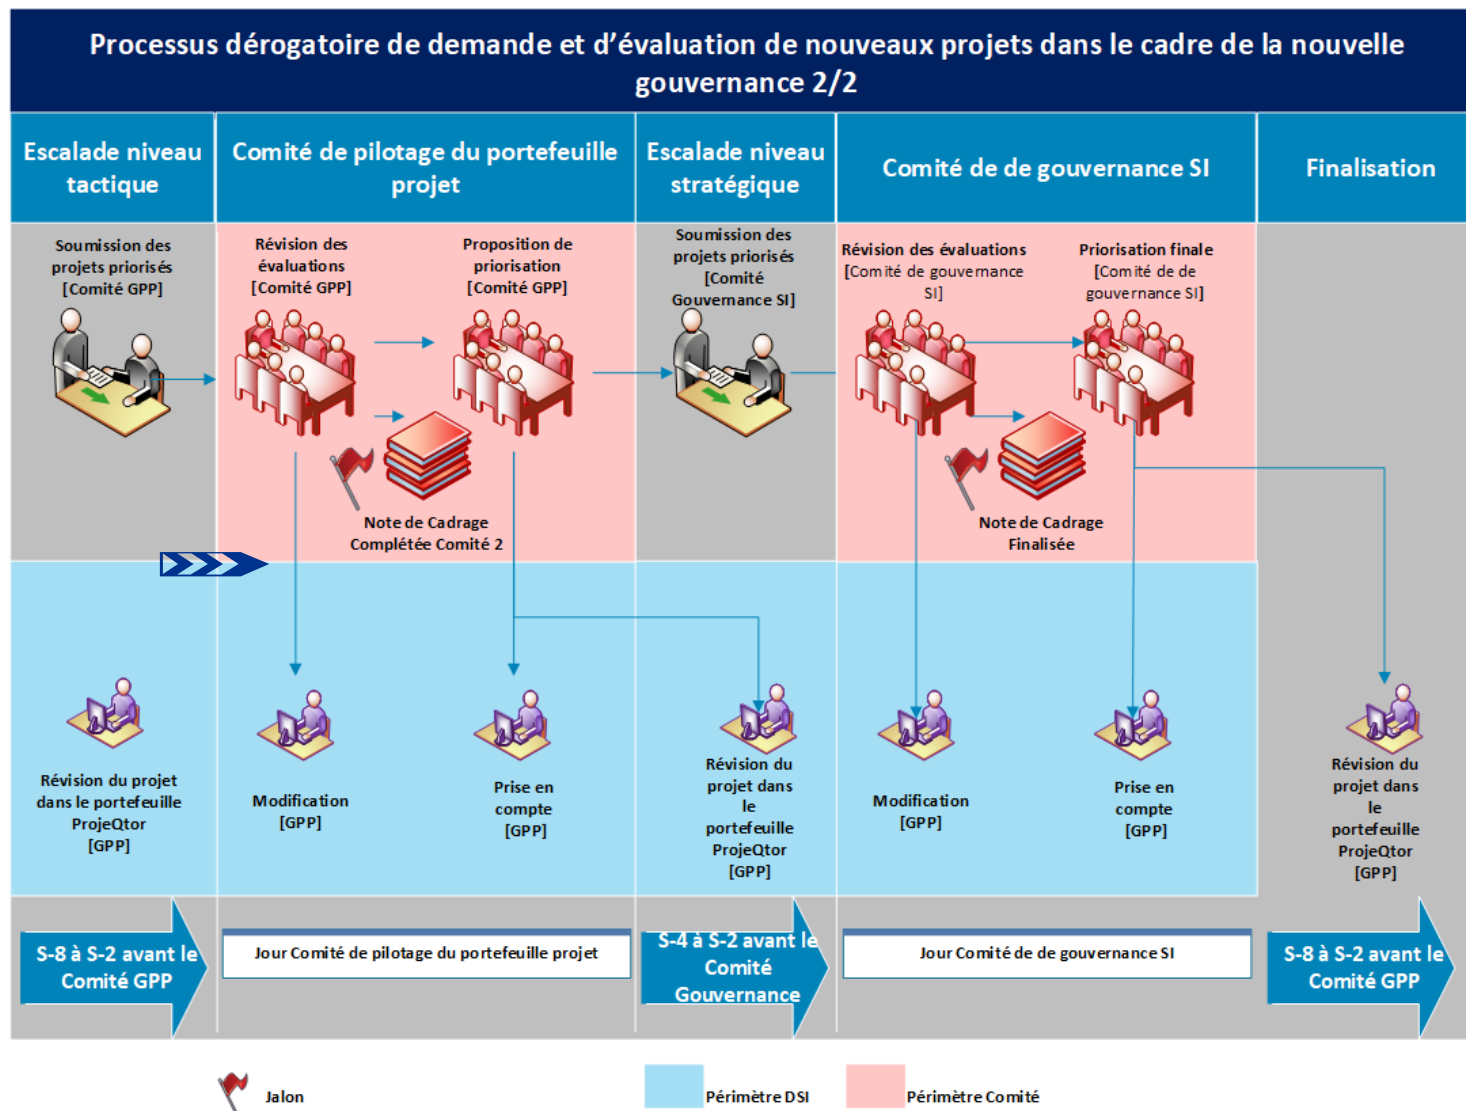 Processus dérogatoire de demande et d'évaluation de nouveaux projets dans le cadre de la nouvelle
gouvernance 2/2
Escalade niveau
tactique
Comité de pilotage du portefeuille
projet
Escalade niveau
stratégique
Comité de de gouvernance SI
Finalisation
Soumission des
projets priorisés
[Comité GPP]
Révision des
évaluations
[Comité GPP]
Proposition de
priorisation
[Comité GPP]
Soumission des
projets priorisés
[Comité
Gouvernance SI]
Révision des évaluations
[Comité de gouvernance
SI]
Priorisation finale
[Comité de de
gouvernance SI]
Note de Cadrage
Complétée Comité 2
Note de Cadrage
Finalisée
Révision du projet
dans le portefeuille
ProjeQtor
[GPP]
Modification
[GPP]
Prise en
compte
[GPP]
Révision du
projet dans
le
portefeuille
ProjeQtor
[GPP]
Modification
[GPP]
Prise en
compte
[GPP]
Révision du
projet dans
le
portefeuille
ProjeQtor
[GPP]
S-8 à S-2 avant le
Comité GPP
Jour Comité de pilotage du portefeuille projet
S-4 à S-2 avant le
Comité
Gouvernance
Jour Comité de de gouvernance SI
S-8 à S-2 avant le
Comité GPP
Jalon
Périmètre DSI
Périmètre Comité